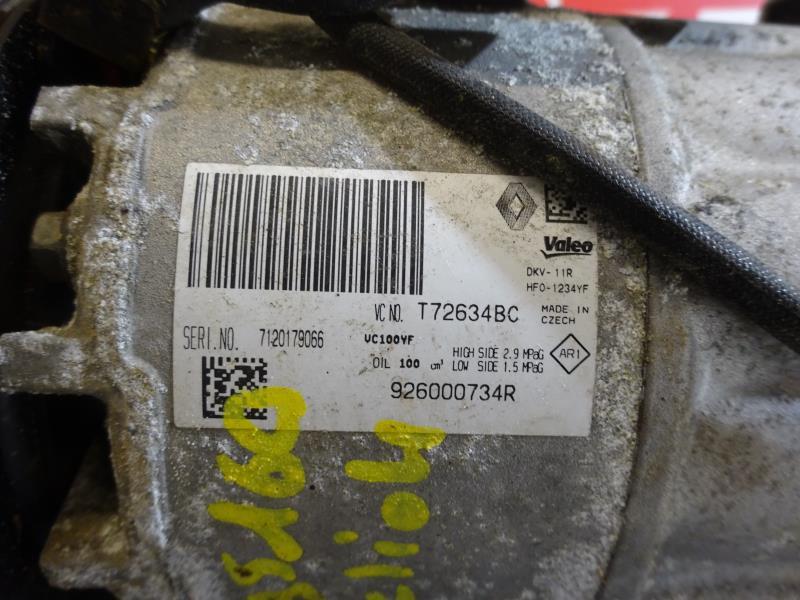 Valeo
DKV-11R
HFO-1234YF
VC NO. T72634BC
MADE IN
CZECH
SERI.NO. 7120179066
VC100YF
HIGH SIDE 2.9 MPaG
OIL 100 cm³ LOW SIDE 1.5 MPaG
AR1
926000734R